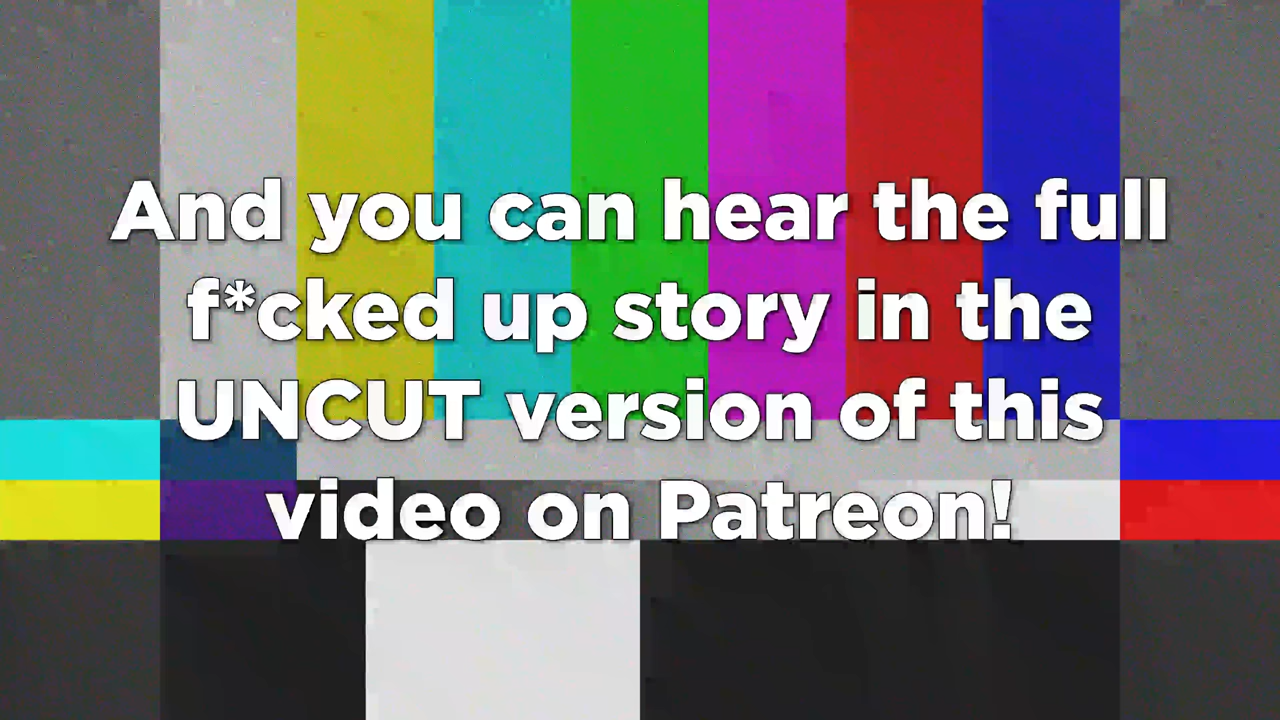 And you can hear the full
f*cked up story in the
UNCUT version of this
video on Patreon!